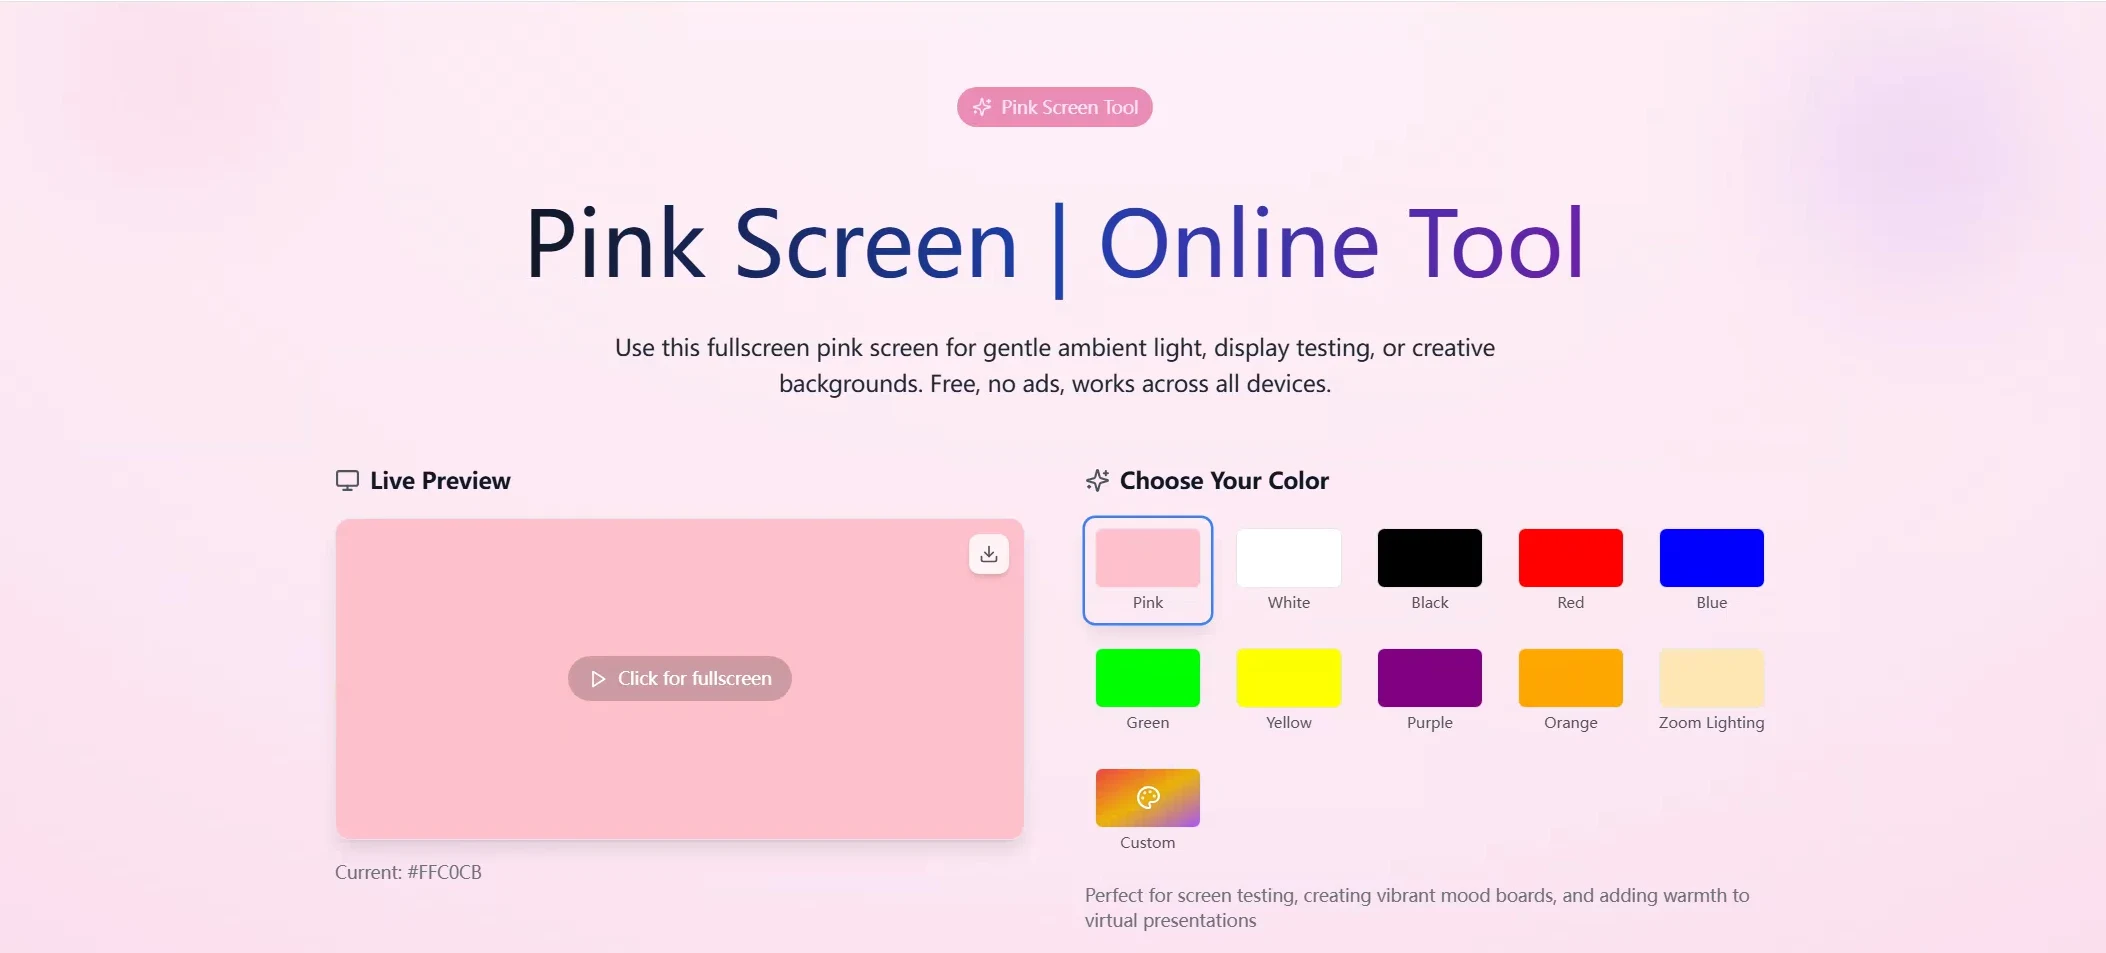 Pink Screen Tool
Pink Screen | Online Tool
Use this fullscreen pink screen for gentle ambient light, display testing, or creative
backgrounds. Free, no ads, works across all devices.
Live Preview
Click for fullscreen
Current: #FFC0CB
Choose Your Color
Pink
White
Black
Red
Blue
Green
Yellow
Purple
Orange
Zoom Lighting
Custom
Perfect for screen testing, creating vibrant mood boards, and adding warmth to
virtual presentations